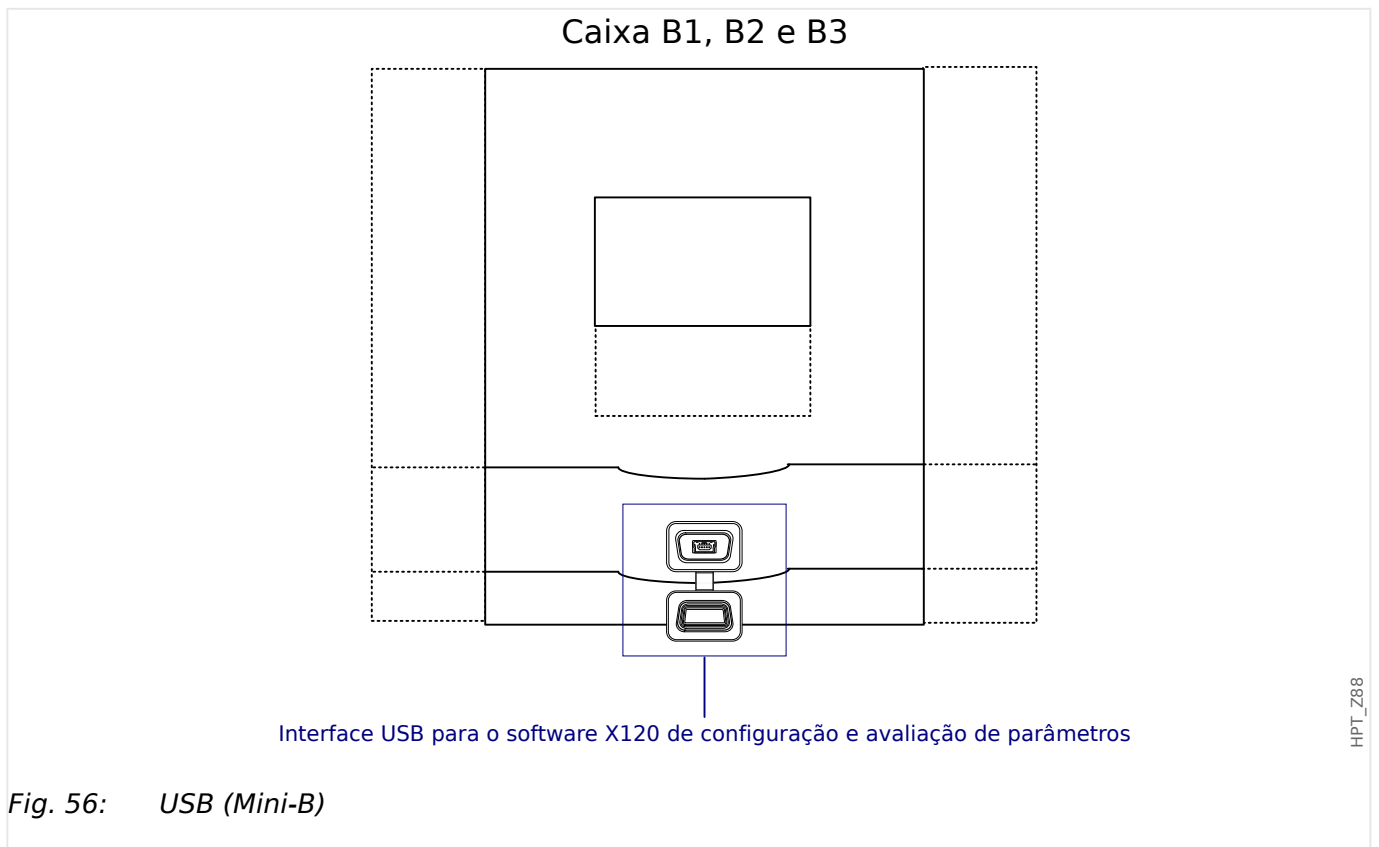 Caixa B1, B2 e B3
Interface USB para o software X120 de configuração e avaliação de parâmetros
HPT_Z88
Fig. 56: USB (Mini-B)